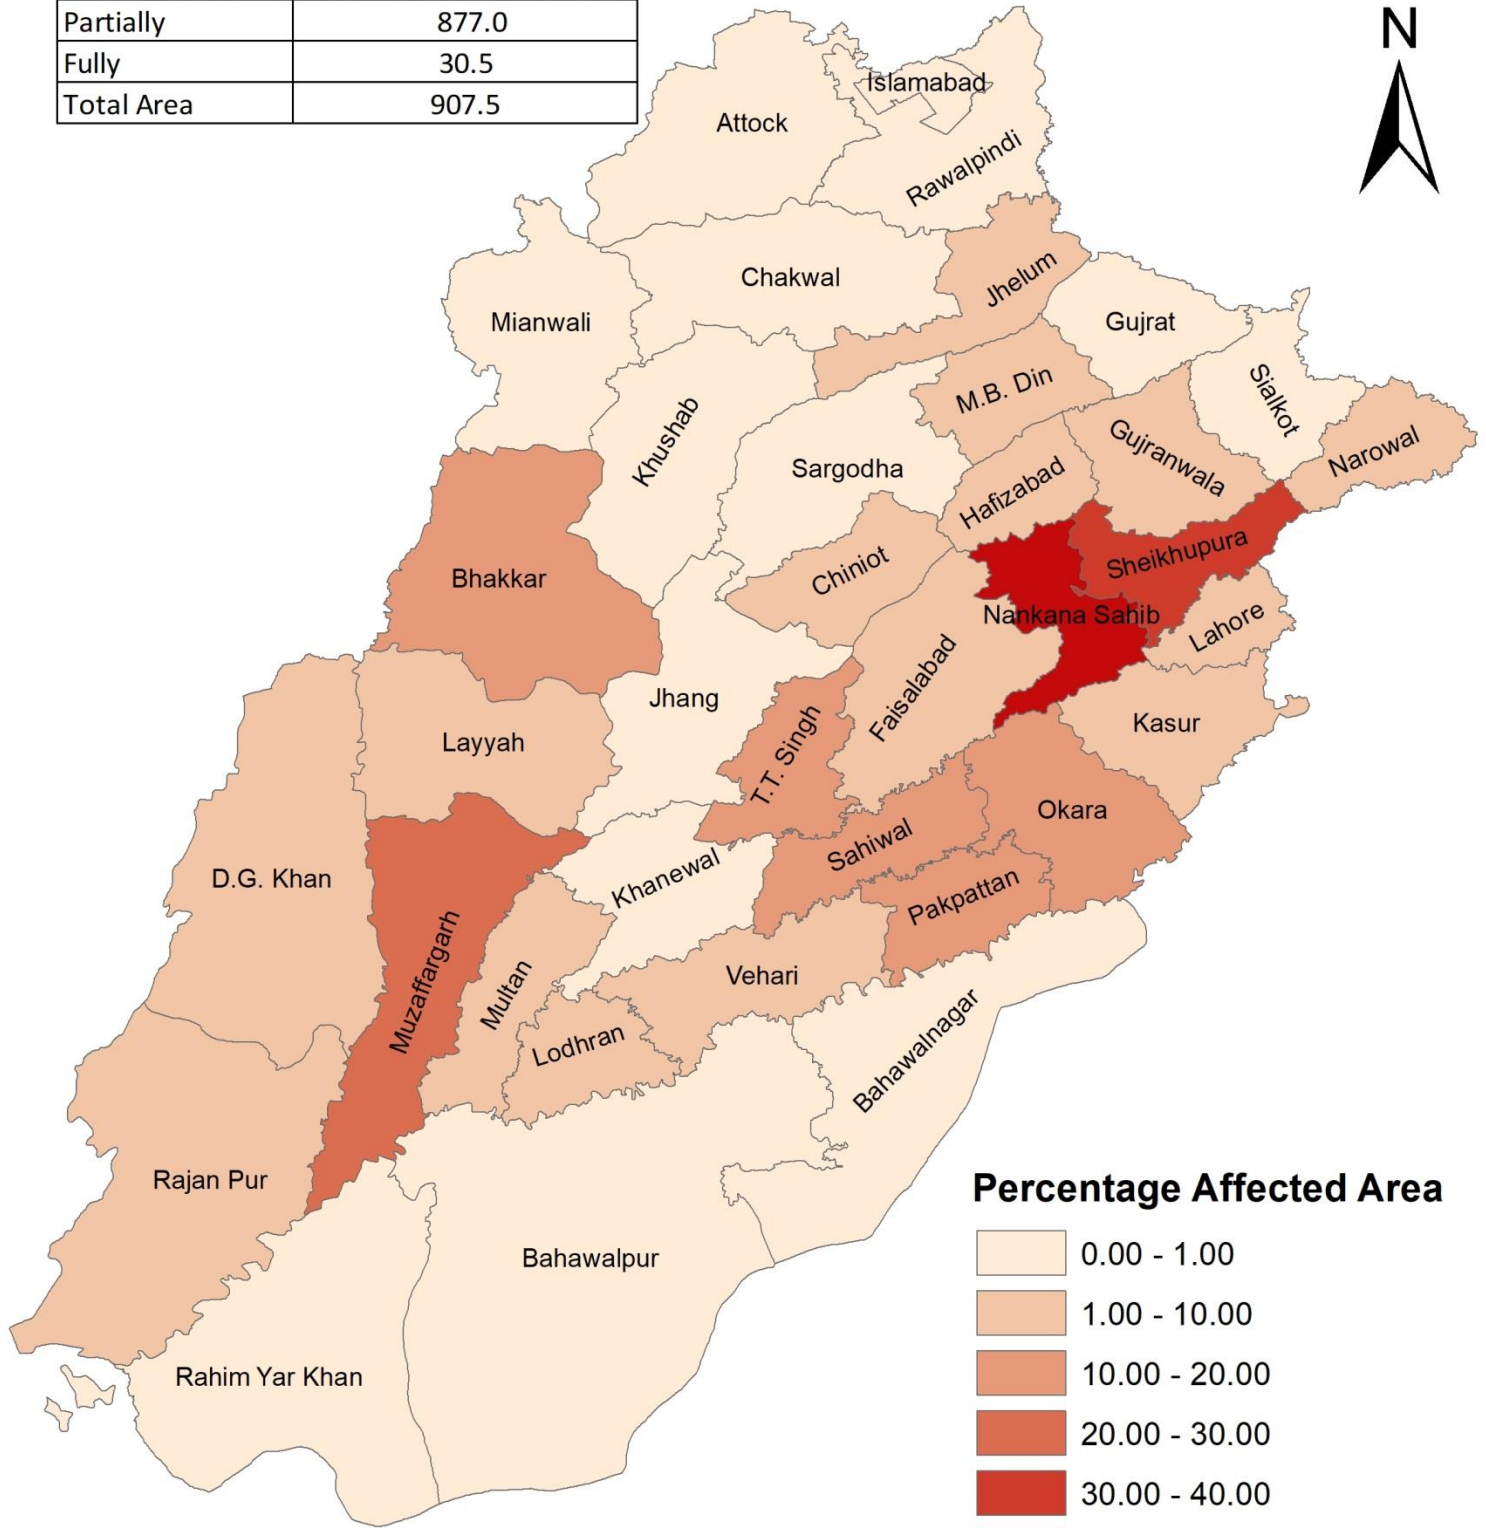 Partially 877.0
Fully 30.5
Total Area 907.5
N
Islamabad
Attock
Rawalpindi
Chakwal
Jhelum
Mianwali
Gujrat
M.B. Din
Sialkot
Khushab
Sargodha
Gujranwala
Narowal
Hafizabad
Bhakkar
Chiniot
Sheikhupura
Nankana Sahib
Lahore
Faisalabad
Jhang
Kasur
Layyah
T.T. Singh
Okara
Sahiwal
D.G. Khan
Khanewal
Pakpattan
Muzaffargarh
Multan
Vehari
Lodhran
Bahawalnagar
Rajan Pur
Bahawalpur
Rahim Yar Khan
Percentage Affected Area
0.00 - 1.00
1.00 - 10.00
10.00 - 20.00
20.00 - 30.00
30.00 - 40.00